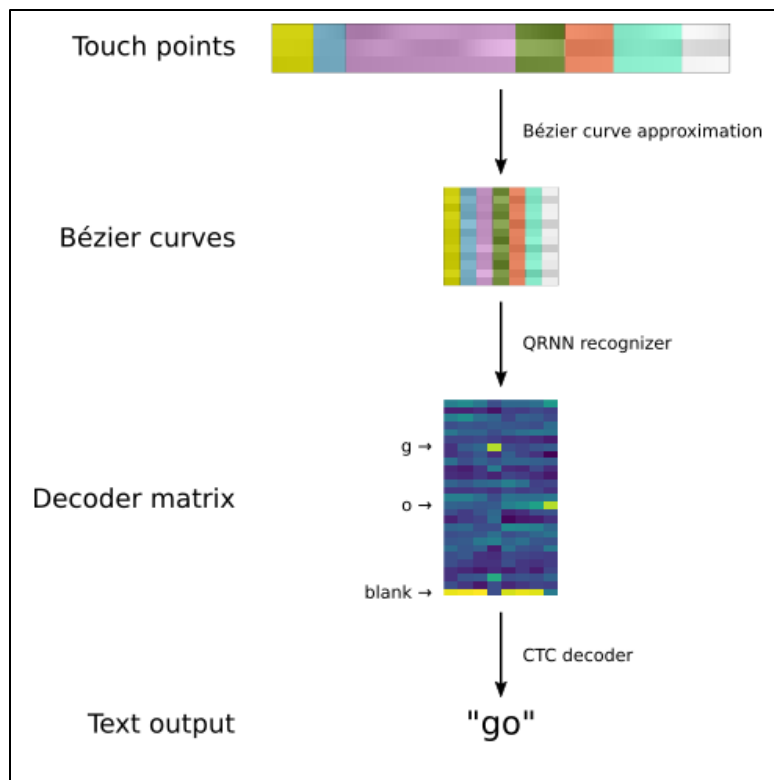 Touch points
Bézier curve approximation
Bézier curves
QRNN recognizer
g →
Decoder matrix
o →
blank →
CTC decoder
Text output
"go"